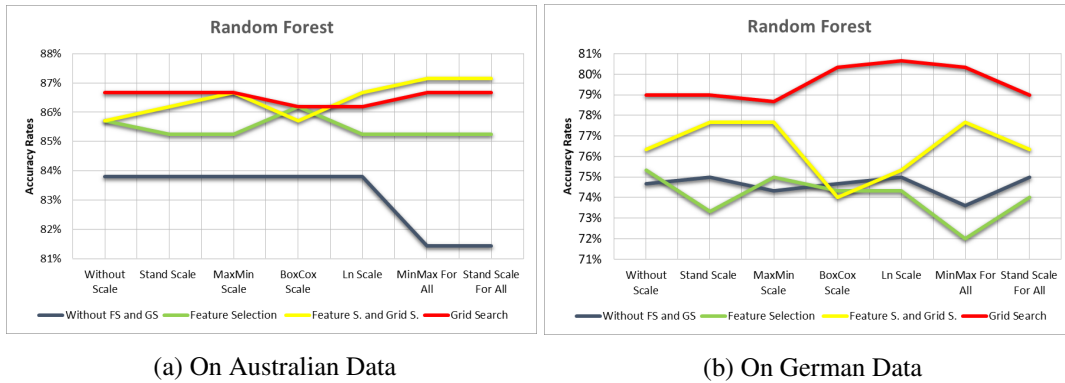 Random Forest
88%
87%
86%
85%
84%
83%
82%
81%
Accuracy Rates
Without Scale
Stand Scale
MaxMin Scale
BoxCox Scale
Ln Scale
MinMax For All
Stand Scale For All
Without FS and GS
Feature Selection
Feature S. and Grid S.
Grid Search
(a) On Australian Data
Random Forest
81%
80%
79%
78%
77%
76%
75%
74%
73%
72%
71%
Accuracy Rates
Without Scale
Stand Scale
MaxMin Scale
BoxCox Scale
Ln Scale
MinMax For All
Stand Scale For All
Without FS and GS
Feature Selection
Feature S. and Grid S.
Grid Search
(b) On German Data